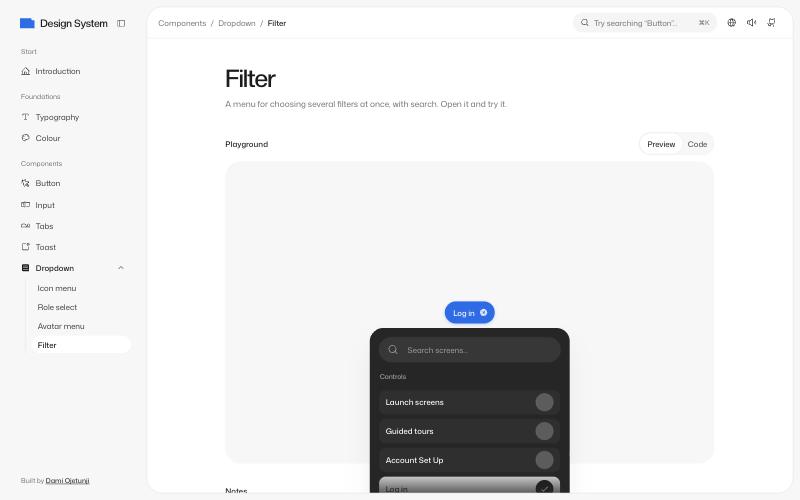 Design System
Components / Dropdown / Filter
Try searching "Button"...
⌘K
Start
Introduction
Foundations
Typography
Colour
Components
Button
Input
Tabs
Toast
Dropdown
Icon menu
Role select
Avatar menu
Filter
Built by Dami Ojetunji
Filter
A menu for choosing several filters at once, with search. Open it and try it.
Playground
Preview
Code
Log in
Search screens...
Controls
Launch screens
Guided tours
Account Set Up
Log in
Notes